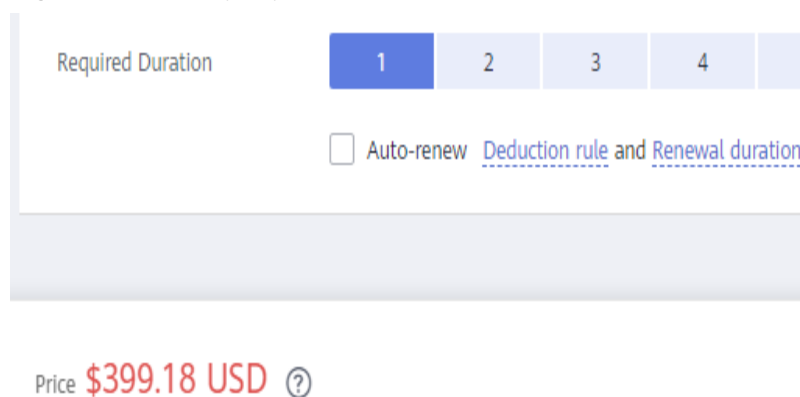 Required Duration 1 2 3 4
Auto-renew Deduction rule and Renewal duration
Price $399.18 USD ?